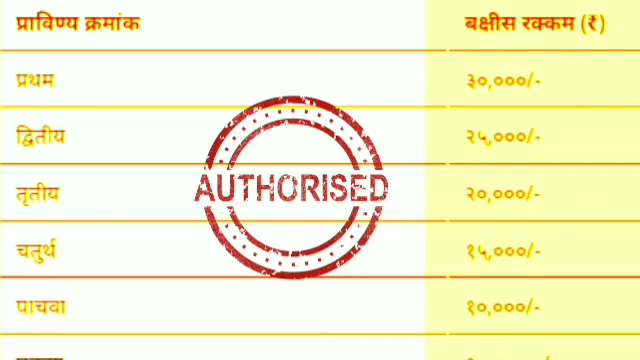 प्राविण्य क्रमांक बक्षीस रक्कम (₹)
प्रथम ३०,०००/-
द्वितीय २५,०००/-
तृतीय २०,०००/-
AUTHORISED
चतुर्थ १५,०००/-
पाचवा १०,०००/-